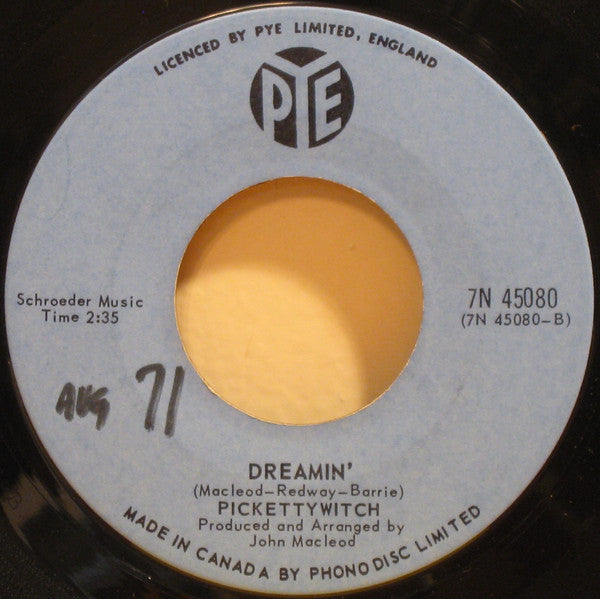 LICENCED BY PYE LIMITED, ENGLAND
PYE
Schroeder Music
Time 2:35
7N 45080
(7N 45080-B)
AUG 71
DREAMIN'
(Macleod-Redway-Barrie)
PICKETTYWITCH
Produced and Arranged by
John Macleod
MADE IN CANADA BY PHONODISC LIMITED